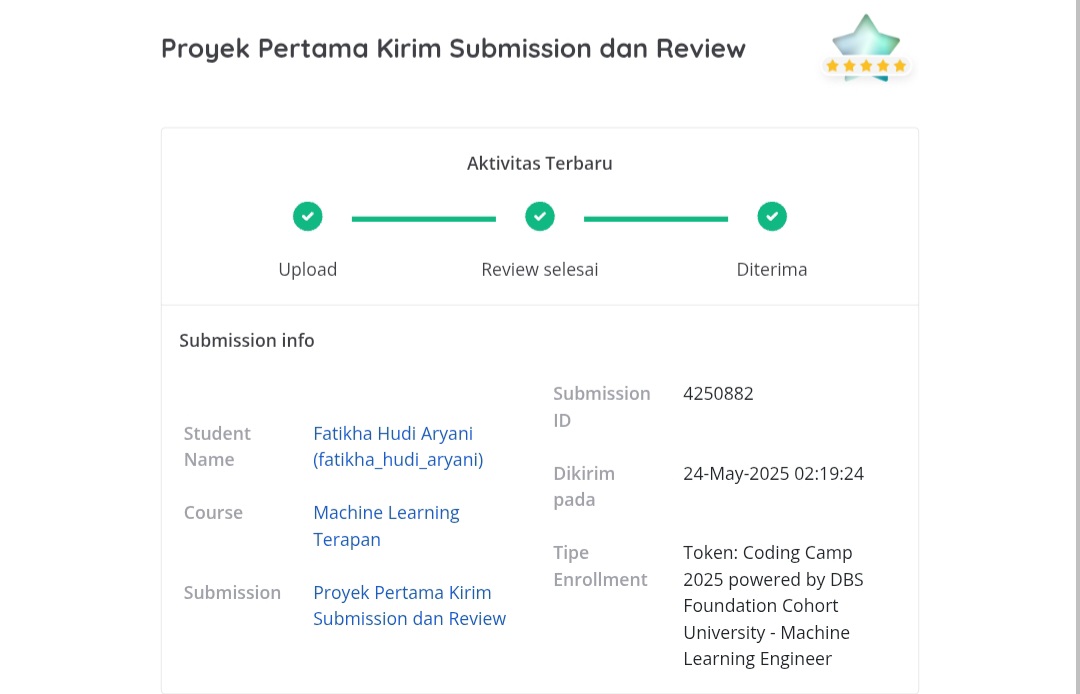 Proyek Pertama Kirim Submission dan Review
Aktivitas Terbaru
Upload
Review selesai
Diterima
Submission info
Student
Name
Fatikha Hudi Aryani
(fatikha_hudi_aryani)
Course
Machine Learning
Terapan
Submission
Proyek Pertama Kirim
Submission dan Review
Submission
ID
4250882
Dikirim
pada
24-May-2025 02:19:24
Tipe
Enrollment
Token: Coding Camp
2025 powered by DBS
Foundation Cohort
University - Machine
Learning Engineer